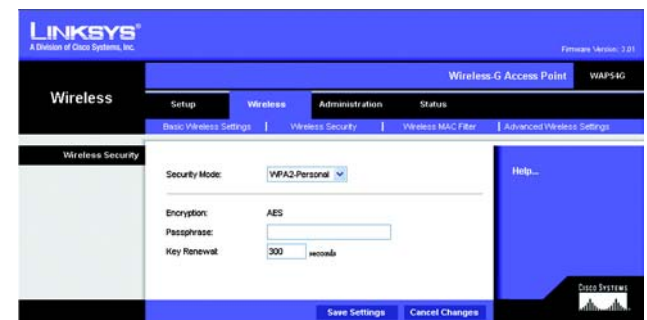 LINKSYS®
A Division of Cisco Systems, Inc.
Firmware Version: 3.01
Wireless-G Access Point WAP54G
Wireless
Setup Wireless Administration Status
Basic Wireless Settings | Wireless Security | Wireless MAC Filter | Advanced Wireless Settings
Wireless Security
Security Mode: WPA2-Personal
Help...
Encryption: AES
Passphrase:
Key Renewal: 300 seconds
CISCO SYSTEMS
Save Settings Cancel Changes